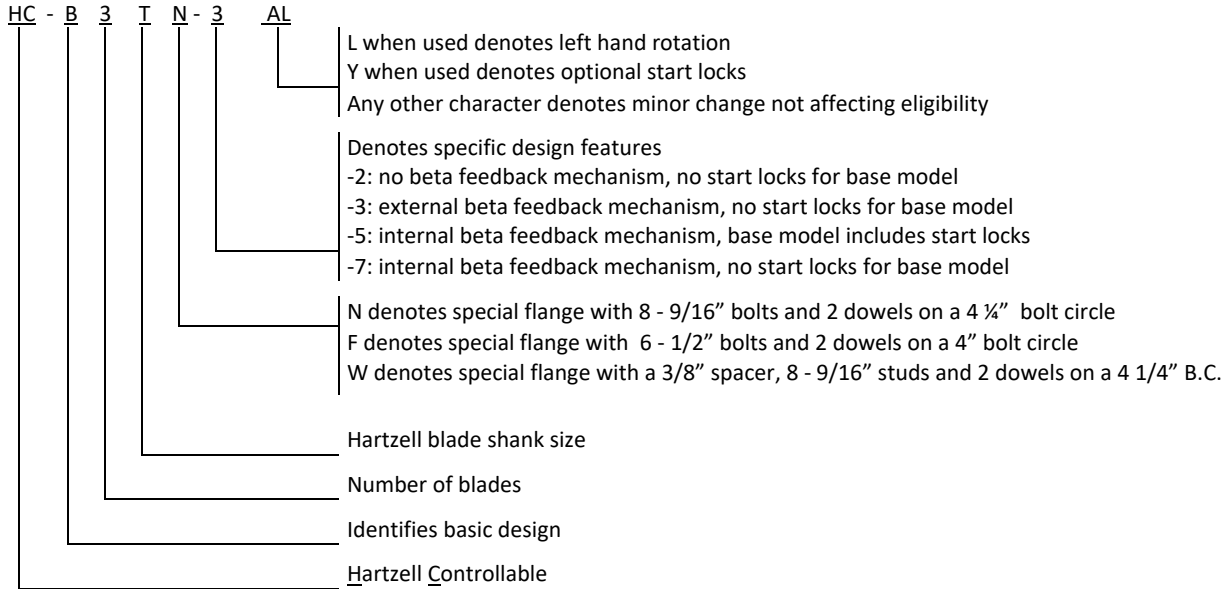 HC - B 3 T N - 3 AL
L when used denotes left hand rotation
Y when used denotes optional start locks
Any other character denotes minor change not affecting eligibility
Denotes specific design features
-2: no beta feedback mechanism, no start locks for base model
-3: external beta feedback mechanism, no start locks for base model
-5: internal beta feedback mechanism, base model includes start locks
-7: internal beta feedback mechanism, no start locks for base model
N denotes special flange with 8 - 9/16” bolts and 2 dowels on a 4 ¼” bolt circle
F denotes special flange with 6 - 1/2” bolts and 2 dowels on a 4” bolt circle
W denotes special flange with a 3/8” spacer, 8 - 9/16” studs and 2 dowels on a 4 1/4” B.C.
Hartzell blade shank size
Number of blades
Identifies basic design
Hartzell Controllable